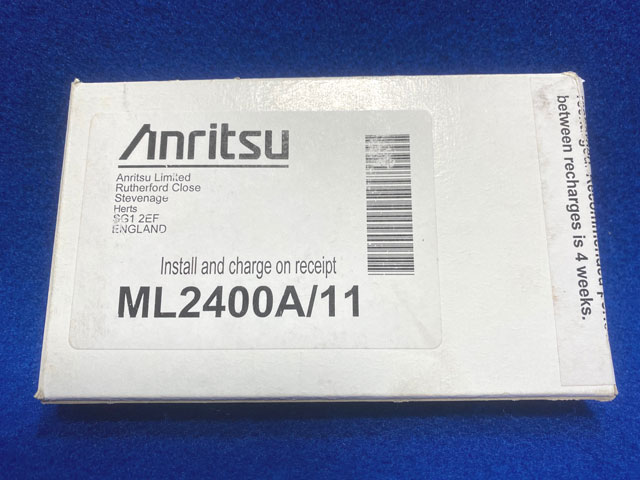 Anritsu
Anritsu Limited
Rutherford Close
Stevenage
Herts
SG1 2EF
ENGLAND
Install and charge on receipt
ML2400A/11
Recommended
between recharges is 4 weeks.